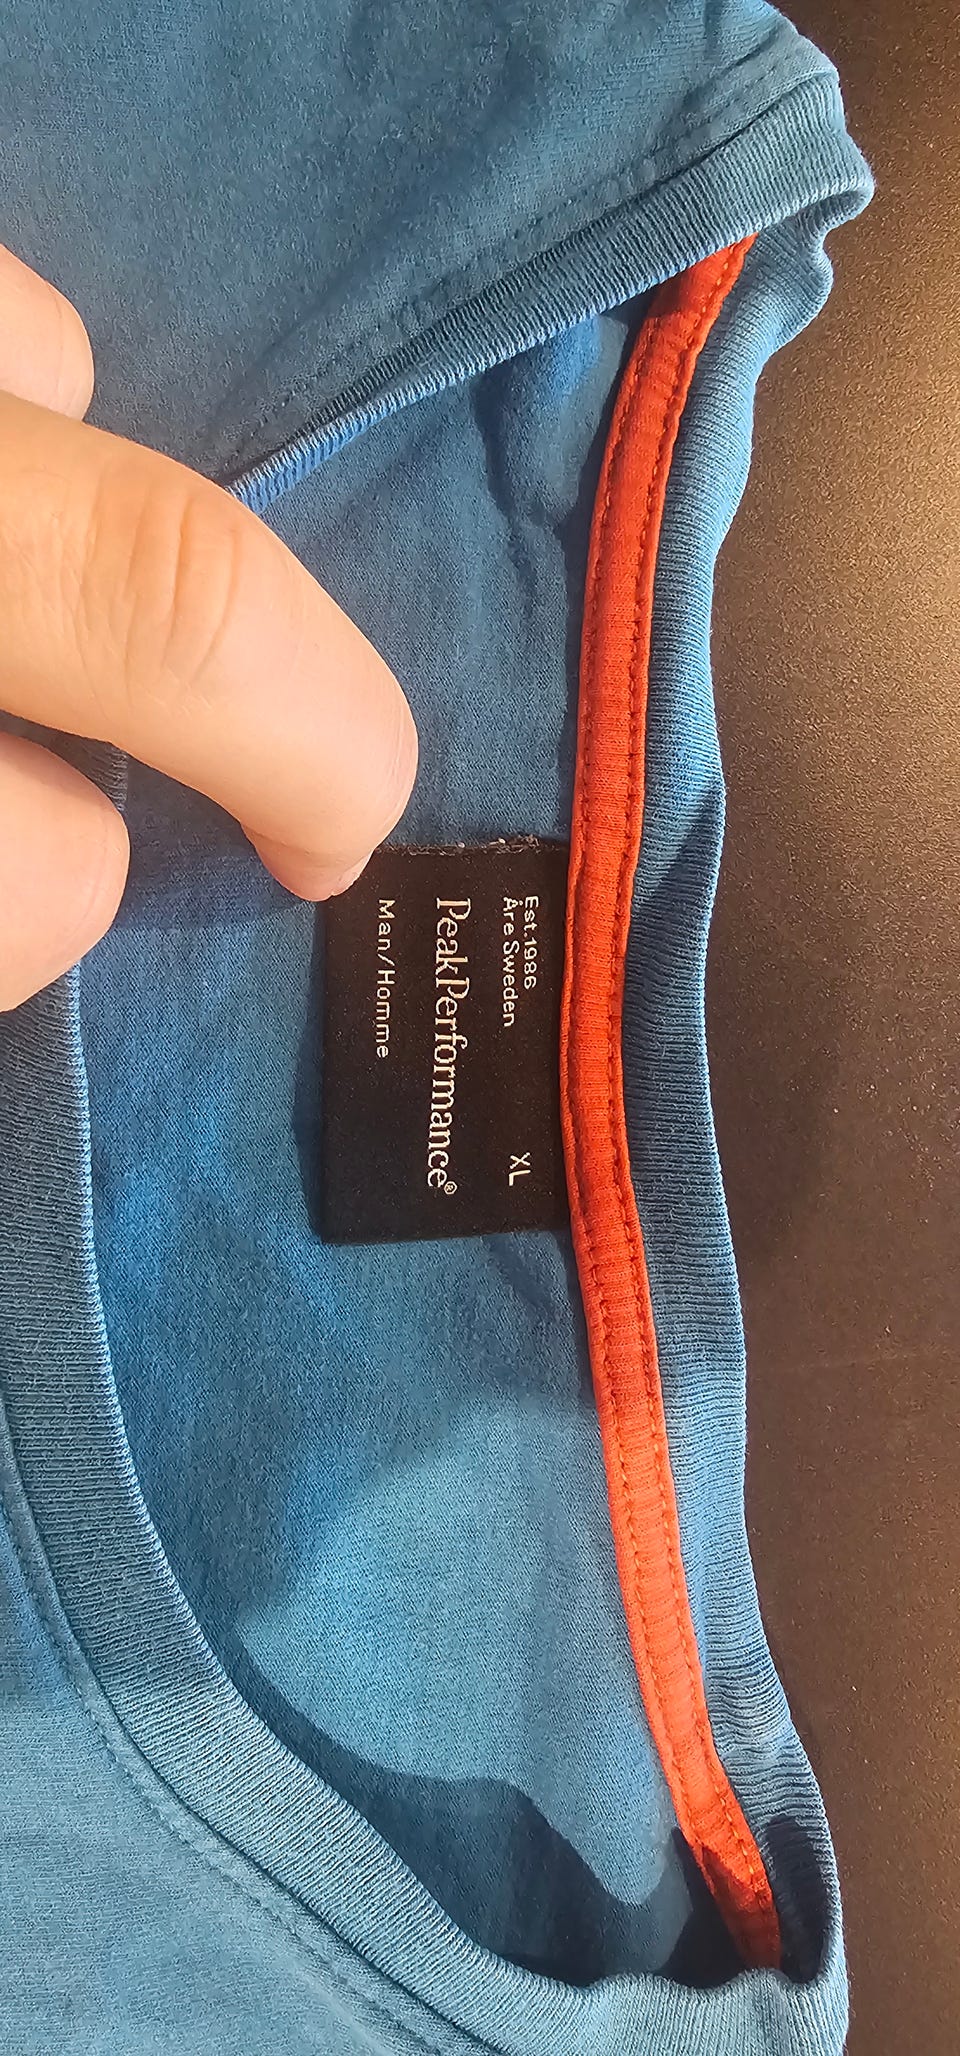 Est.1986
Åre Sweden
XL
PeakPerformance®
Man/Homme